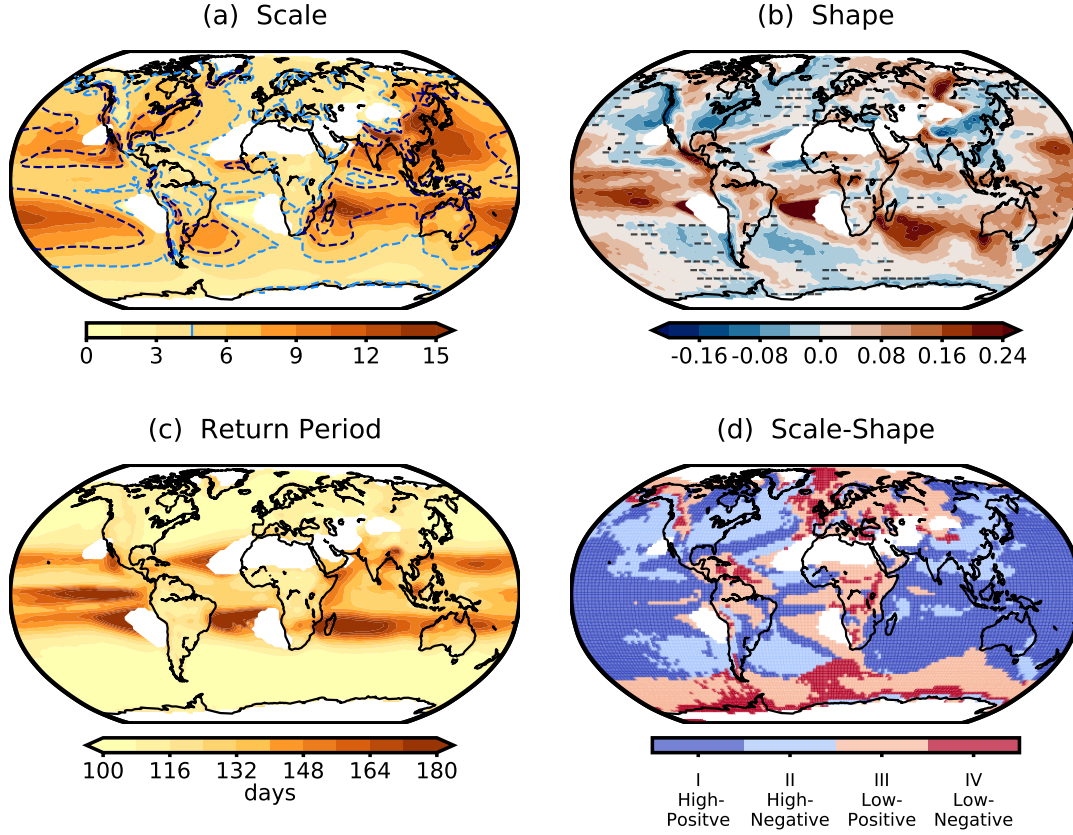 (a) Scale
(b) Shape
0 3 6 9 12 15
-0.16 -0.08 0.0 0.08 0.16 0.24
(c) Return Period
(d) Scale-Shape
100 116 132 148 164 180
days
I II III IV
High- High- Low- Low-
Positve Negative Positive Negative